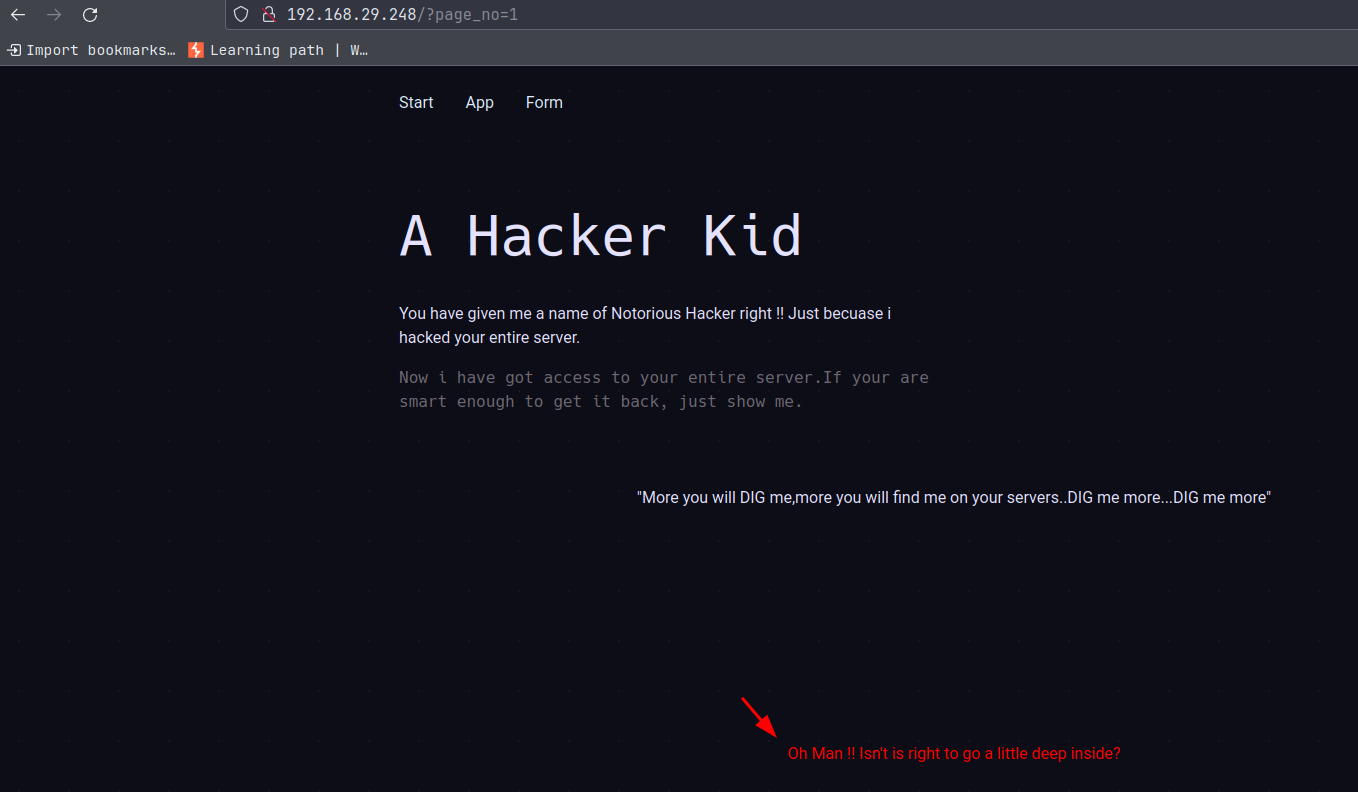 192.168.29.248/?page_no=1
Import bookmarks… Learning path | W…
Start App Form
A Hacker Kid
You have given me a name of Notorious Hacker right !! Just becuase i
hacked your entire server.
Now i have got access to your entire server.If your are
smart enough to get it back, just show me.
"More you will DIG me,more you will find me on your servers..DIG me more...DIG me more"
Oh Man !! Isn't is right to go a little deep inside?